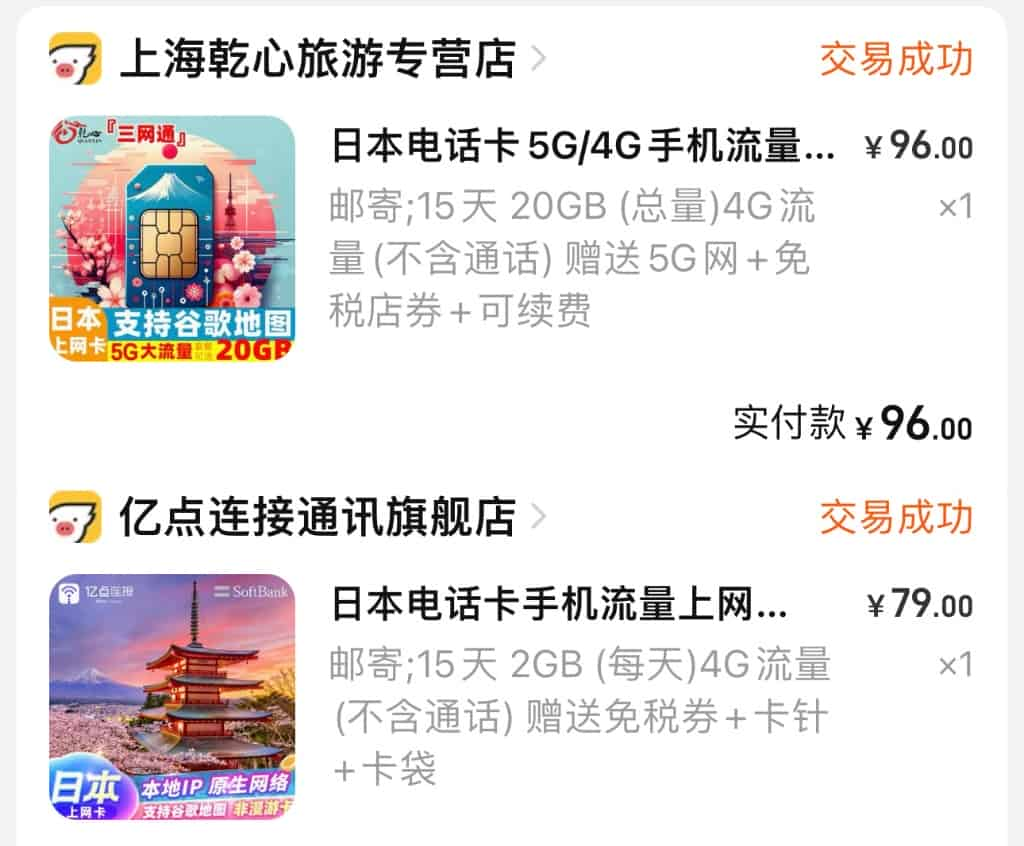 上海乾心旅游专营店
交易成功
乾心
『三网通』
日本
上网卡
支持谷歌地图
5G大流量
20GB
日本电话卡5G/4G手机流量... ¥96.00
邮寄;15天 20GB (总量)4G流 ×1
量(不含通话) 赠送5G网+免
税店券+可续费
实付款¥96.00
亿点连接通讯旗舰店
交易成功
亿点连接
SoftBank
日本
上网卡
本地IP 原生网络
支持谷歌地图 非漫游卡
日本电话卡手机流量上网... ¥79.00
邮寄;15天 2GB (每天)4G流量 ×1
(不含通话) 赠送免税券+卡针
+卡袋